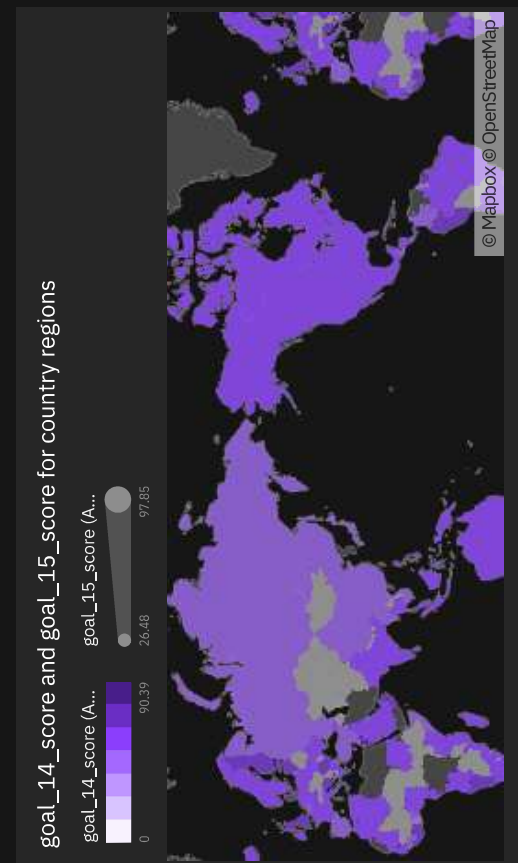 goal_14_score and goal_15_score for country regions
goal_14_score (A...
0
90.39
goal_15_score (A...
26.48
97.85
© Mapbox © OpenStreetMap